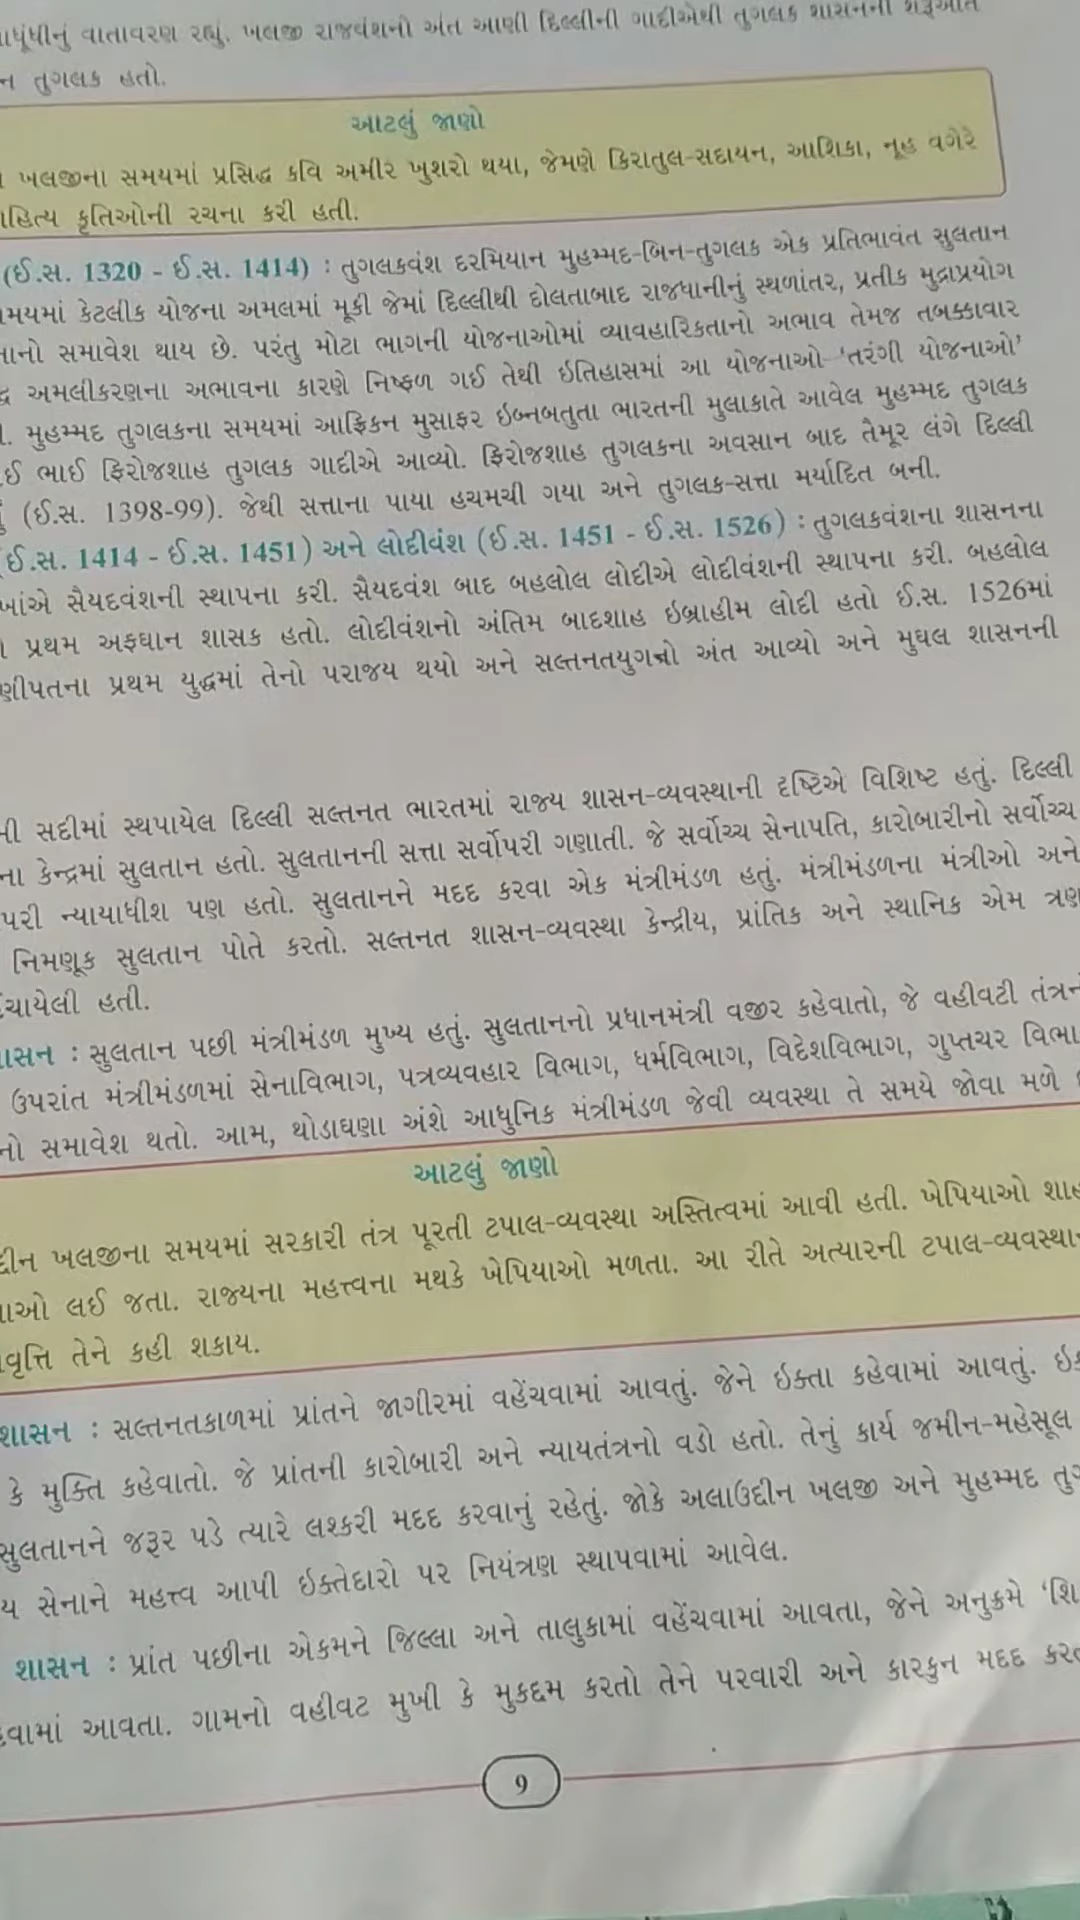 વાતાવરણ રહ્યું. ખલજી રાજવંશનો અંત આણી દિલ્લીની ગાદીએથી તુગલક શાસનની શરૂઆત
તુગલક હતો.
આટલું જાણો
ખલજીના સમયમાં પ્રસિદ્ધ કવિ અમીર ખુશરો થયા, જેમણે કિરાતુલ-સદાયન, આશિકા, નૂહ વગેરે
કૃતિઓની રચના કરી હતી.
(ઈ.સ. 1320 - ઈ.સ. 1414) : તુગલકવંશ દરમિયાન મુહમ્મદ-બિન-તુગલક એક પ્રતિભાવંત સુલતાન
કેટલીક યોજના અમલમાં મૂકી જેમાં દિલ્લીથી દોલતાબાદ રાજધાનીનું સ્થળાંતર, પ્રતીક મુદ્રાપ્રયોગ
સમાવેશ થાય છે. પરંતુ મોટા ભાગની યોજનાઓમાં વ્યાવહારિકતાનો અભાવ તેમજ તબક્કાવાર
અમલીકરણના અભાવના કારણે નિષ્ફળ ગઈ તેથી ઇતિહાસમાં આ યોજનાઓ 'તરંગી યોજનાઓ'
મુહમ્મદ તુગલકના સમયમાં આફ્રિકન મુસાફર ઇબ્નબતુતા ભારતની મુલાકાતે આવેલ મુહમ્મદ તુગલક
ભાઈ ફિરોજશાહ તુગલક ગાદીએ આવ્યો. ફિરોજશાહ તુગલકના અવસાન બાદ તૈમૂર લંગે દિલ્લી
(ઈ.સ. 1398-99). જેથી સત્તાના પાયા હચમચી ગયા અને તુગલક-સત્તા મર્યાદિત બની.
ઈ.સ. 1414 - ઈ.સ. 1451) અને લોદીવંશ (ઈ.સ. 1451 - ઈ.સ. 1526) : તુગલકવંશના શાસનના
સૈયદવંશની સ્થાપના કરી. સૈયદવંશ બાદ બહલોલ લોદીએ લોદીવંશની સ્થાપના કરી. બહલોલ
પ્રથમ અફઘાન શાસક હતો. લોદીવંશનો અંતિમ બાદશાહ ઇબ્રાહીમ લોદી હતો ઈ.સ. 1526માં
પ્રથમ યુદ્ધમાં તેનો પરાજય થયો અને સલ્તનતયુગનો અંત આવ્યો અને મુઘલ શાસનની
સદીમાં સ્થપાયેલ દિલ્લી સલ્તનત ભારતમાં રાજ્ય શાસન-વ્યવસ્થાની દૃષ્ટિએ વિશિષ્ટ હતું. દિલ્લી
કેન્દ્રમાં સુલતાન હતો. સુલતાનની સત્તા સર્વોપરી ગણાતી. જે સર્વોચ્ચ સેનાપતિ, કારોબારીનો સર્વોચ્ચ
ન્યાયાધીશ પણ હતો. સુલતાનને મદદ કરવા એક મંત્રીમંડળ હતું. મંત્રીમંડળના મંત્રીઓ અને
નિમણૂક સુલતાન પોતે કરતો. સલ્તનત શાસન-વ્યવસ્થા કેન્દ્રીય, પ્રાંતિક અને સ્થાનિક એમ ત્રણ
હતી.
: સુલતાન પછી મંત્રીમંડળ મુખ્ય હતું. સુલતાનનો પ્રધાનમંત્રી વજીર કહેવાતો, જે વહીવટી
ઉપરાંત મંત્રીમંડળમાં સેનાવિભાગ, પત્રવ્યવહાર વિભાગ, ધર્મવિભાગ, વિદેશવિભાગ, ગુપ્તચર
સમાવેશ થતો. આમ, થોડાઘણા અંશે આધુનિક મંત્રીમંડળ જેવી વ્યવસ્થા તે સમયે જોવા મળે
આટલું જાણો
ખલજીના સમયમાં સરકારી તંત્ર પૂરતી ટપાલ-વ્યવસ્થા અસ્તિત્વમાં આવી હતી. ખેપિયાઓ
લઈ જતા. રાજ્યના મહત્ત્વના મથકે ખેપિયાઓ મળતા. આ રીતે અત્યારની
તેને કહી શકાય.
શાસન : સલ્તનતકાળમાં પ્રાંતને જાગીરમાં વહેંચવામાં આવતું. જેને ઇક્તા કહેવામાં આવતું.
કે મુક્તિ કહેવાતો. જે પ્રાંતની કારોબારી અને ન્યાયતંત્રનો વડો હતો. તેનું કાર્ય જમીન-મહેસૂલ
સુલતાનને જરૂર પડે ત્યારે લશ્કરી મદદ કરવાનું રહેતું. જોકે અલાઉદ્દીન ખલજી અને મુહમ્મદ
સેનાને મહત્ત્વ આપી ઇક્તેદારો પર નિયંત્રણ સ્થાપવામાં આવેલ.
શાસન : પ્રાંત પછીના એકમને જિલ્લા અને તાલુકામાં વહેંચવામાં આવતા, જેને અનુક્રમે
આવતા. ગામનો વહીવટ મુખી કે મુકદ્દમ કરતો તેને પરવારી અને કારકુન મદદ
9